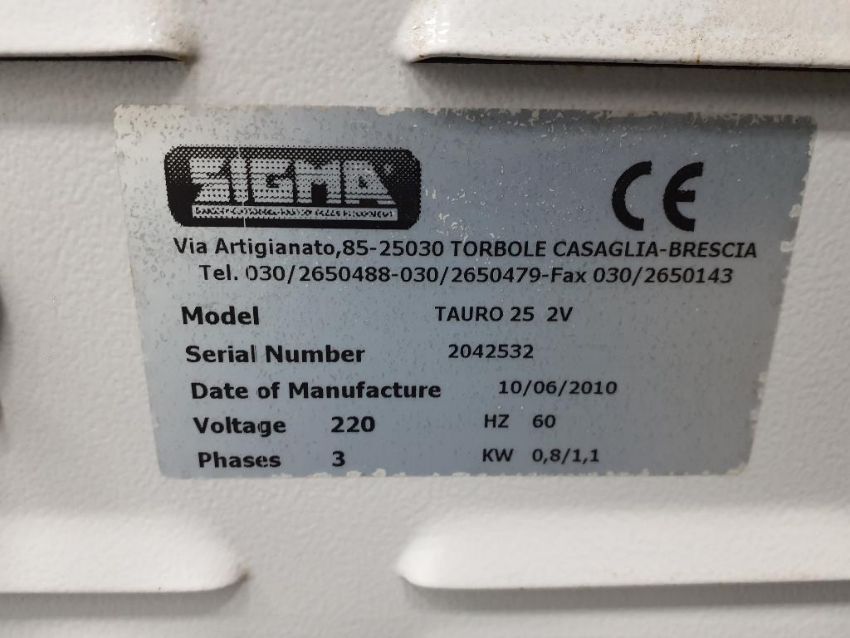 SIGMA
Via Artigianato,85-25030 TORBOLE CASAGLIA-BRESCIA
Tel. 030/2650488-030/2650479-Fax 030/2650143
CE
Model TAURO 25 2V
Serial Number 2042532
Date of Manufacture 10/06/2010
Voltage 220 HZ 60
Phases 3 KW 0,8/1,1